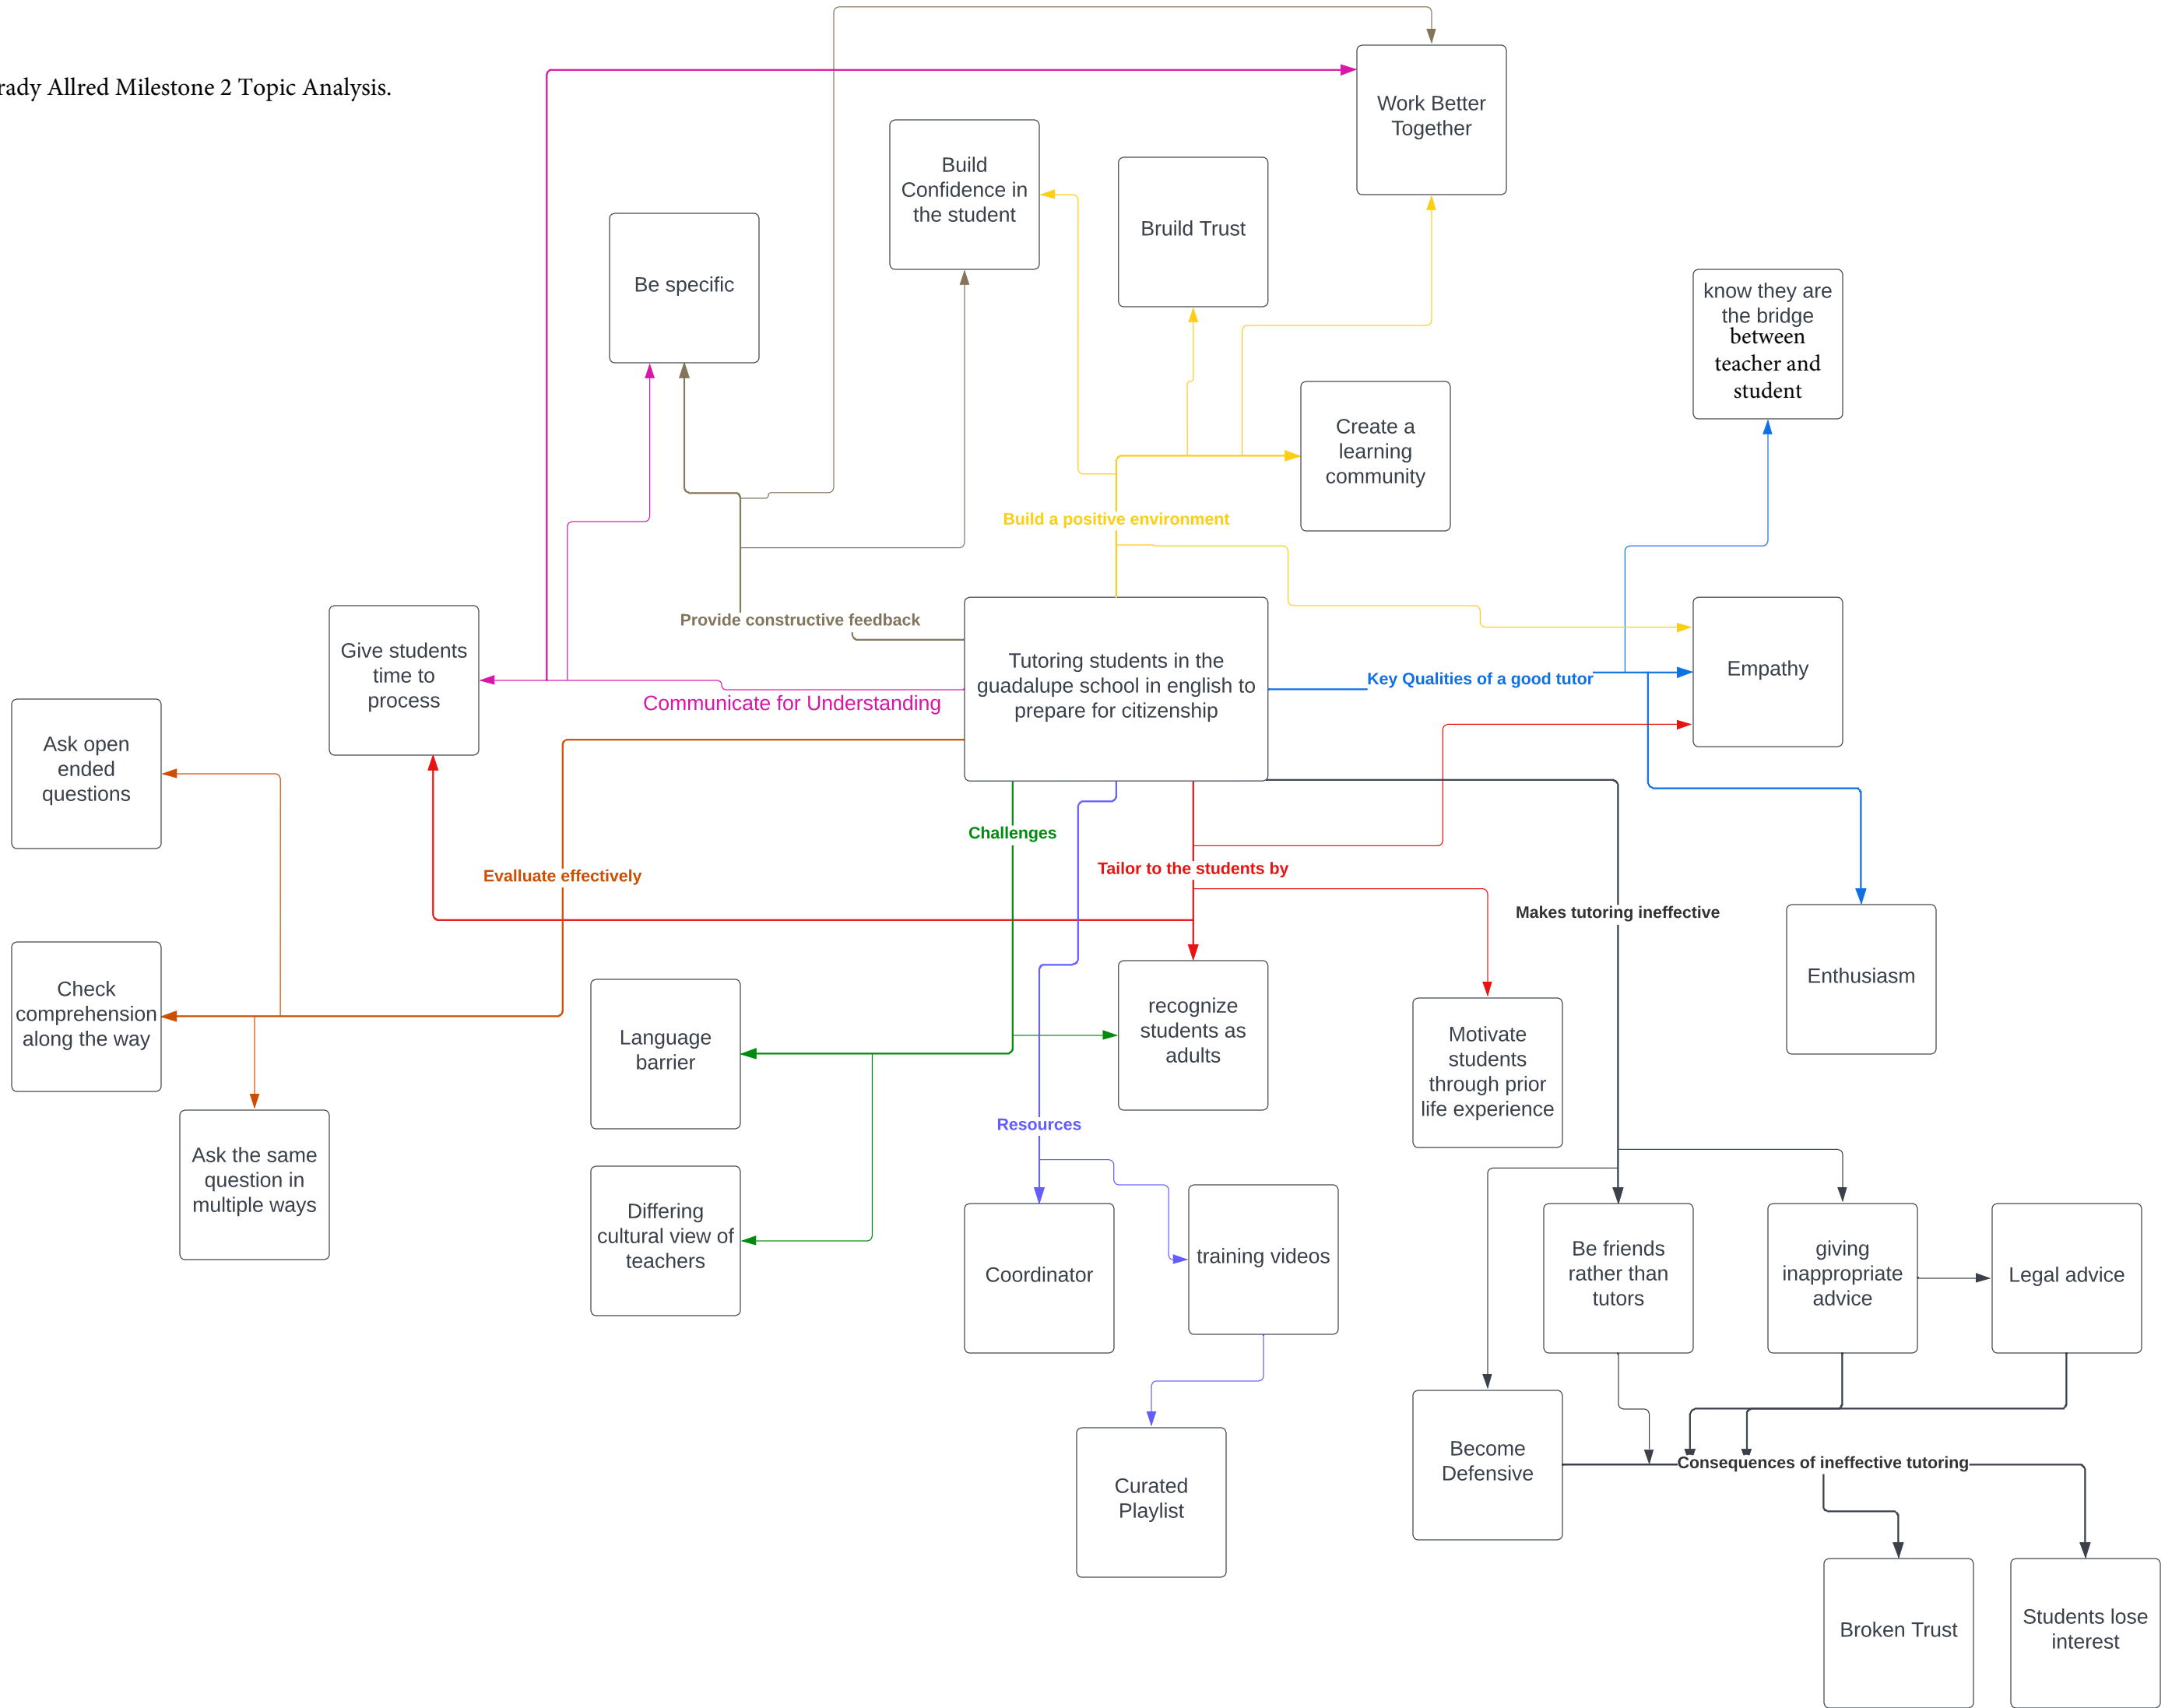 rady Allred Milestone 2 Topic Analysis.
Work Better
Together
Build
Confidence in
the student
Bruild Trust
Be specific
know they are
the bridge
between
teacher and
student
Create a
learning
community
Build a positive environment
Provide constructive feedback
Give students
time to
process
Tutoring students in the
guadalupe school in english to
prepare for citizenship
Key Qualities of a good tutor
Empathy
Communicate for Understanding
Ask open
ended
questions
Challenges
Evalluate effectively
Tailor to the students by
Makes tutoring ineffective
Enthusiasm
Check
comprehension
along the way
Language
barrier
recognize
students as
adults
Motivate
students
through prior
life experience
Resources
Ask the same
question in
multiple ways
Differing
cultural view of
teachers
Coordinator
training videos
Be friends
rather than
tutors
giving
inappropriate
advice
Legal advice
Become
Defensive
Consequences of ineffective tutoring
Curated
Playlist
Broken Trust
Students lose
interest